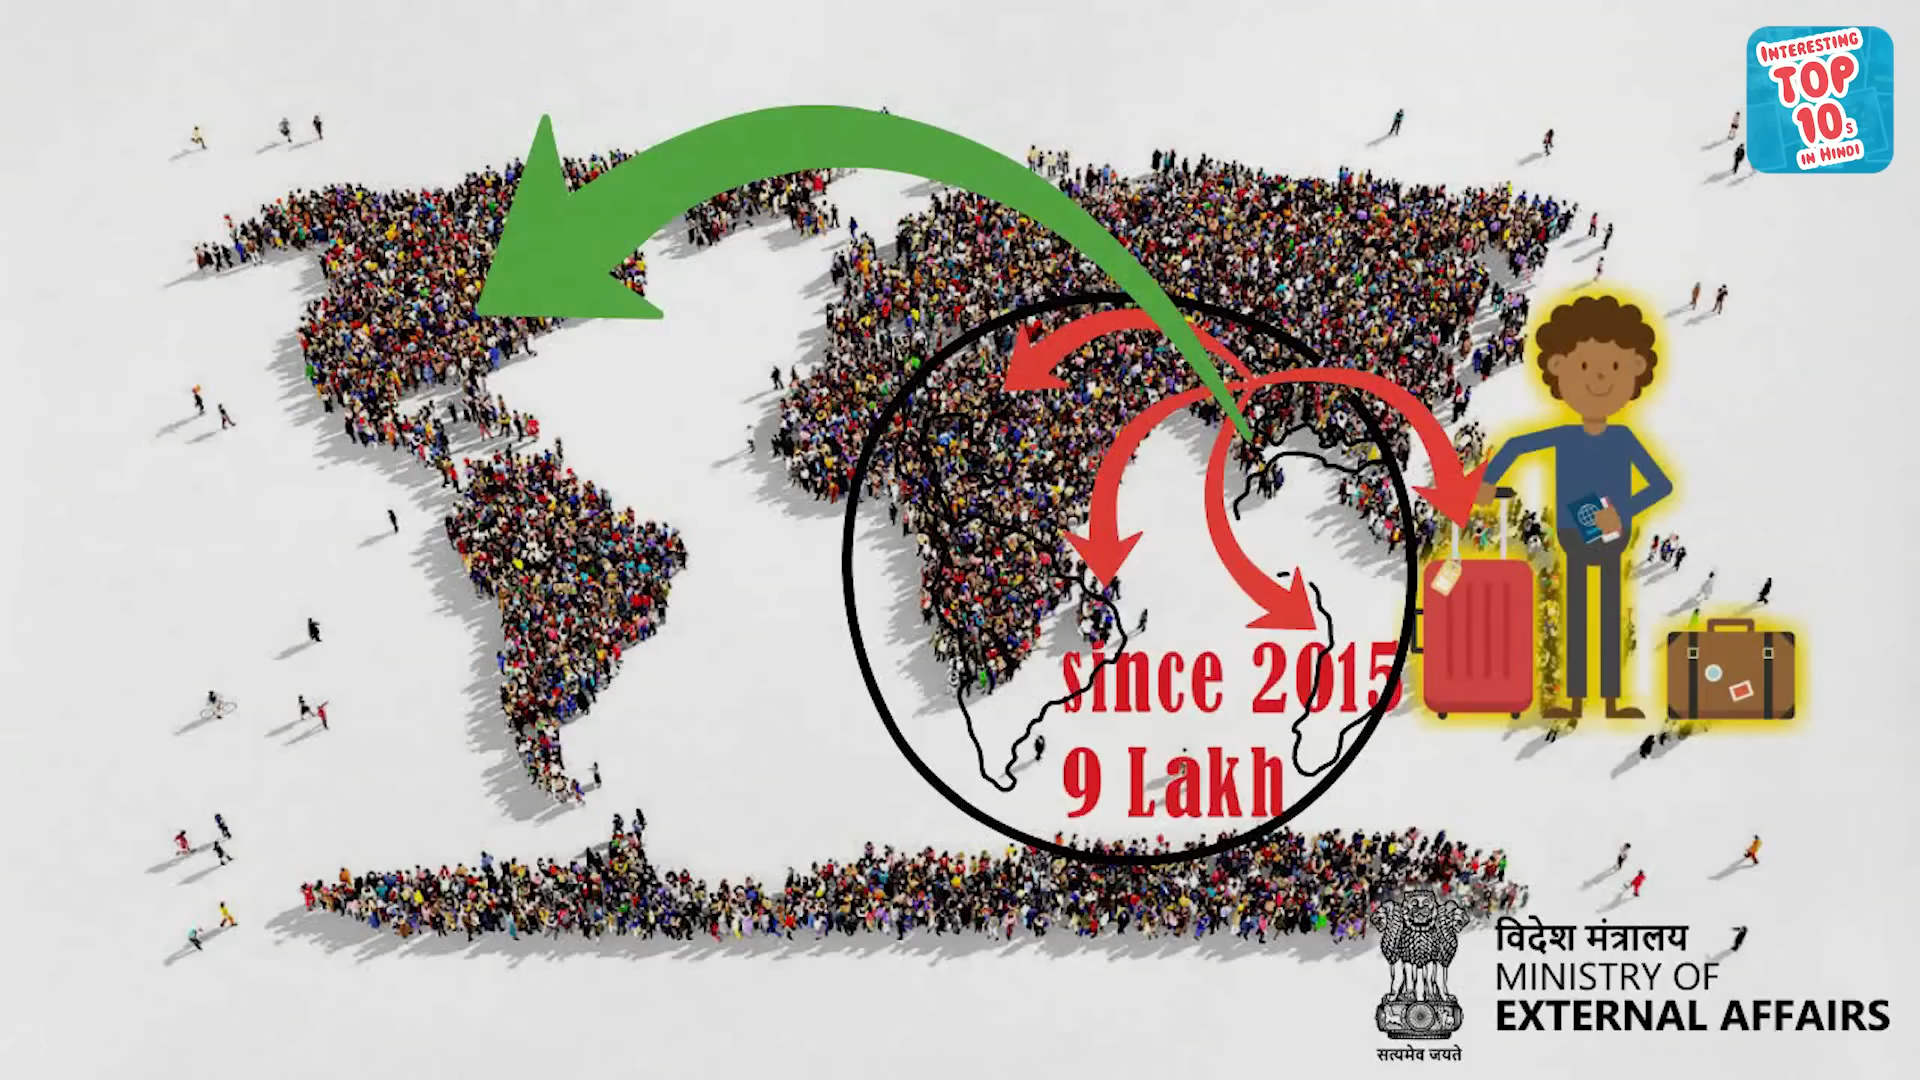 INTERESTING
TOP
10s
IN HINDI
since 2015
9 Lakh
विदेश मंत्रालय
MINISTRY OF
EXTERNAL AFFAIRS
सत्यमेव जयते